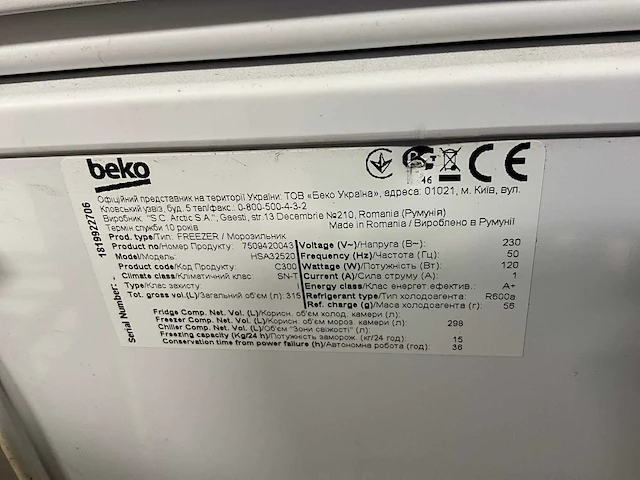 beko
16
CE
Офіційний представник на території України: ТОВ «Беко Україна», адреса: 01021, м. Київ, вул.
Кловський узвіз, буд. 5 тел/факс.: 0-800-500-4-3-2
Виробник "S.C. Arctic S.A.", Gaesti, str.13 Decembrie №210, Romania (Румунія)
Термін служби 10 років
Made in Romania / Вироблено в Румунії
Prod. type/Тип: FREEZER / Морозильник
Product no/Номер Продукту: 7509420043
Model/Модель: HSA32520
Product code/Код Продукту: C300
Climate class/Кліматичний клас: SN-T
Type/Клас захисту:
Tot. gross vol.(L)/Загальний об'єм (л): 315
Voltage (V~)/Напруга (В~): 230
Frequency (Hz)/Частота (Гц): 50
Wattage (W)/Потужність (Вт): 120
Current (A)/Сила струму (А): 1
Energy class/Клас енергет ефектив.: A+
Refrigerant type/Тип холодоагента: R600a
Ref. charge (g)/Маса холодоагента (г): 56
Fridge Comp. Net Vol. (L)/Корисн. об'єм холод. камери (л):
Freezer Comp. Net Vol. (L)/Корисн. об'єм мороз. камери (л): 298
Chiller Comp. Net Vol. (L)/Об'єм "Зони свіжості" (л):
Freezing capacity (Kg/24 h)/Потужність заморож. (кг/24 год): 15
Conservation time from power failure (h)/Автономна робота (год): 36
Serial Number: - 1819922706